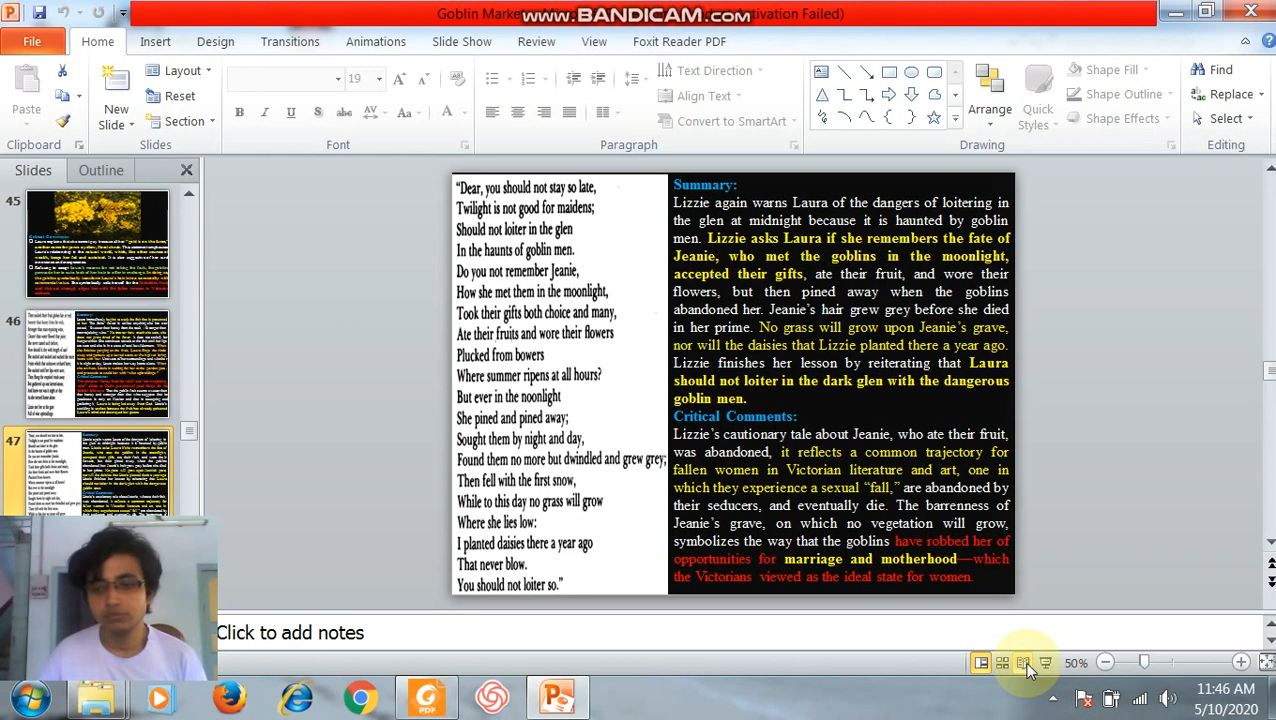 Goblin Market
www.BANDICAM.com
Activation Failed)
File
Home
Insert
Design
Transitions
Animations
Slide Show
Review
View
Foxit Reader PDF
Paste
New
Slide
Layout
Reset
Section
19
Text Direction
Align Text
Convert to SmartArt
Arrange
Quick
Styles
Shape Fill
Shape Outline
Shape Effects
Find
Replace
Select
Clipboard
Slides
Font
Paragraph
Drawing
Editing
Slides
Outline
45
46
47
"Dear, you should not stay so late,
Twilight is not good for maidens;
Should not loiter in the glen
In the haunts of goblin men.
Do you not remember Jeanie,
How she met them in the moonlight,
Took their gifts both choice and many,
Ate their fruits and wore their flowers
Plucked from bowers
Where summer ripens at all hours?
But ever in the noonlight
She pined and pined away;
Sought them by night and day,
Found them no more but dwindled and grew grey;
Then fell with the first snow,
While to this day no grass will grow
Where she lies low:
I planted daisies there a year ago
That never blow.
You should not loiter so."
Summary:
Lizzie again warns Laura of the dangers of loitering in
the glen at midnight because it is haunted by goblin
men. Lizzie asks Laura if she remembers the fate of
Jeanie, who met the goblins in the moonlight,
accepted their gifts, ate their fruit and wore their
flowers, but then pined away when the goblins
abandoned her. Jeanie's hair grew grey before she died
in her prime. No grass will grow upon Jeanie's grave,
nor will the daisies that Lizzie planted there a year ago.
Lizzie finishes her lesson by reiterating that Laura
should not loiter in the dark glen with the dangerous
goblin men.
Critical Comments:
Lizzie's cautionary tale about Jeanie, whose first fruit,
was abandoned, it reflects a common trajectory for
fallen women in Victorian literature and art, one in
which they experience a sexual "fall," are abandoned by
their seducers, and then die. The barrenness of
Jeanie's grave, on which no vegetation will grow,
symbolizes the way that the goblins have robbed her of
opportunities for marriage and motherhood—which
the Victorians viewed as the ideal state for women.
Click to add notes
50%
PDF
11:46 AM
5/10/2020